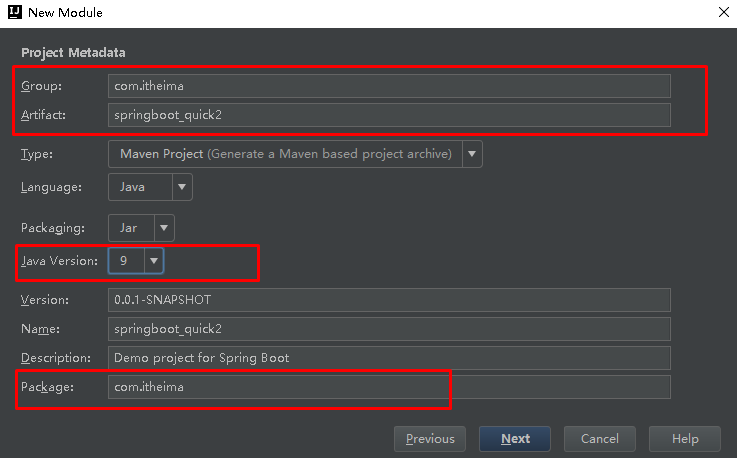 IJ New Module
Project Metadata
Group: com.itheima
Artifact: springboot_quick2
Type: Maven Project (Generate a Maven based project archive)
Language: Java
Packaging: Jar
Java Version: 9
Version: 0.0.1-SNAPSHOT
Name: springboot_quick2
Description: Demo project for Spring Boot
Package: com.itheima
Previous Next Cancel Help